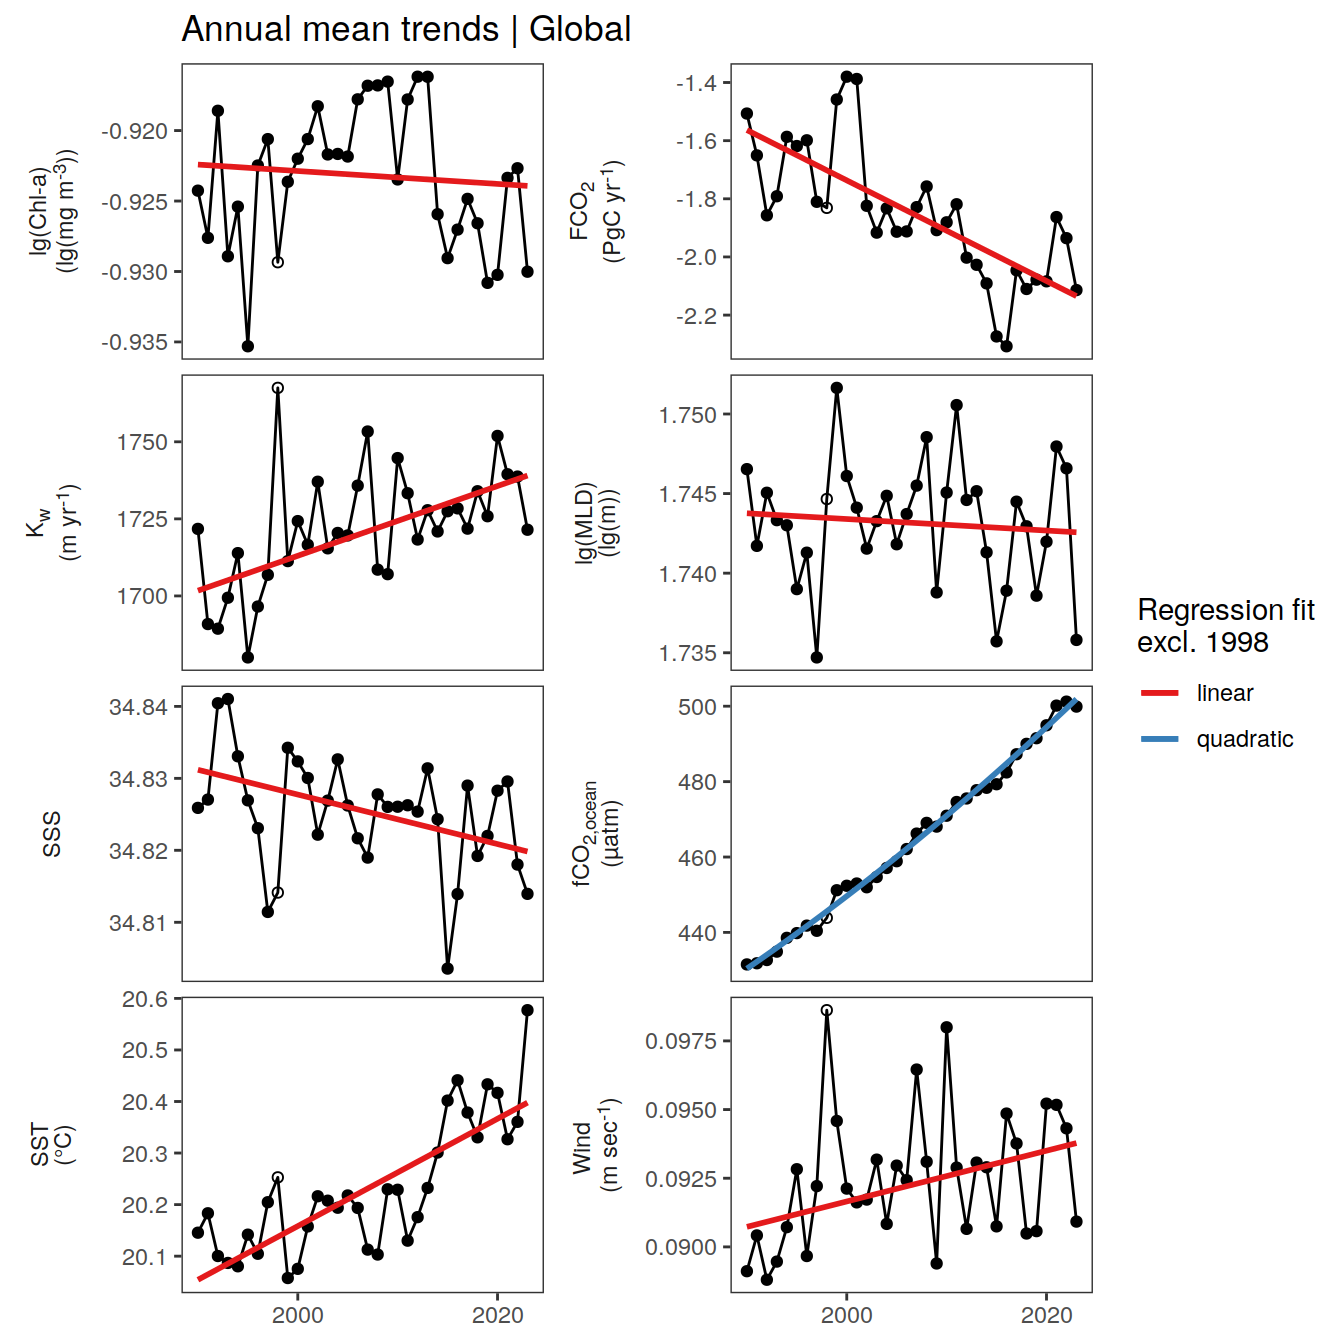 Annual mean trends | Global
lg(Chl-a)
(lg(mg m⁻³))
-0.920
-0.925
-0.930
-0.935
FCO₂
(PgC yr⁻¹)
-1.4
-1.6
-1.8
-2.0
-2.2
K_w
(m yr⁻¹)
1750
1725
1700
lg(MLD)
(lg(m))
1.750
1.745
1.740
1.735
SSS
34.84
34.83
34.82
34.81
fCO₂,ocean
(µatm)
500
480
460
440
SST
(°C)
20.6
20.5
20.4
20.3
20.2
20.1
2000 2020
Wind
(m sec⁻¹)
0.0975
0.0950
0.0925
0.0900
2000 2020
Regression fit
excl. 1998
linear
quadratic